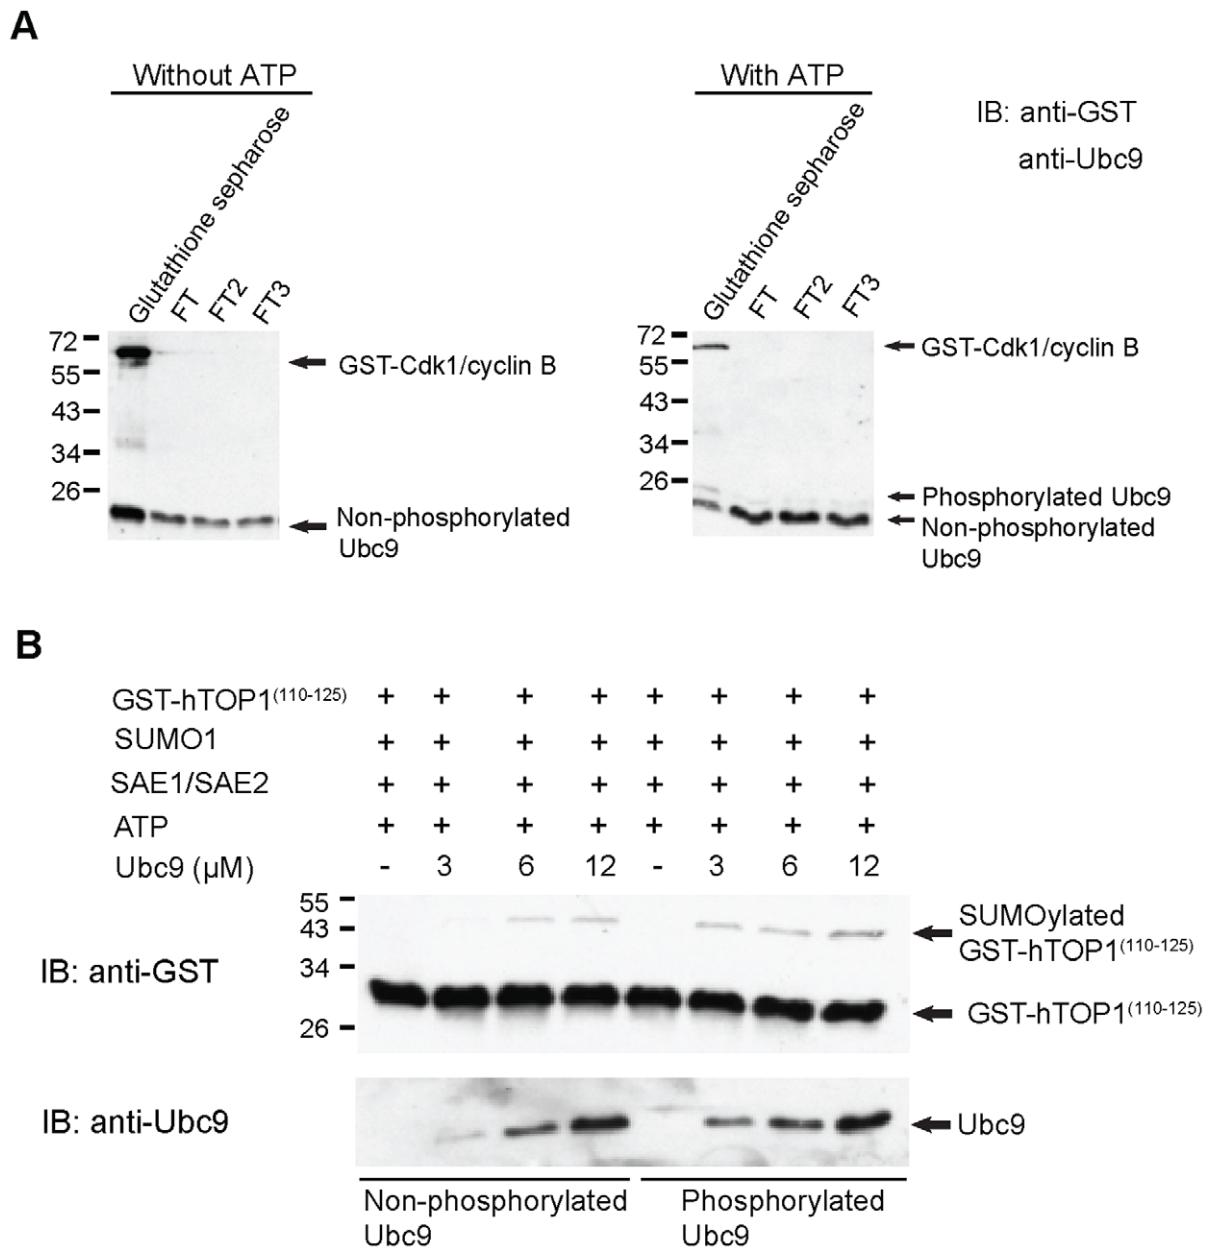 A
Without ATP
With ATP
IB: anti-GST
anti-Ubc9
Glutathione sepharose
FT
FT2
FT3
Glutathione sepharose
FT
FT2
FT3
72
55
43
34
26
GST-Cdk1/cyclin B
Non-phosphorylated
Ubc9
72
55
43
34
26
GST-Cdk1/cyclin B
Phosphorylated Ubc9
Non-phosphorylated
Ubc9
B
GST-hTOP1(110-125) + + + + + + + +
SUMO1 + + + + + + + +
SAE1/SAE2 + + + + + + + +
ATP + + + + + + + +
Ubc9 (µM) - 3 6 12 - 3 6 12
55
43
34
26
IB: anti-GST
SUMOylated
GST-hTOP1(110-125)
GST-hTOP1(110-125)
IB: anti-Ubc9
Ubc9
Non-phosphorylated
Ubc9
Phosphorylated
Ubc9